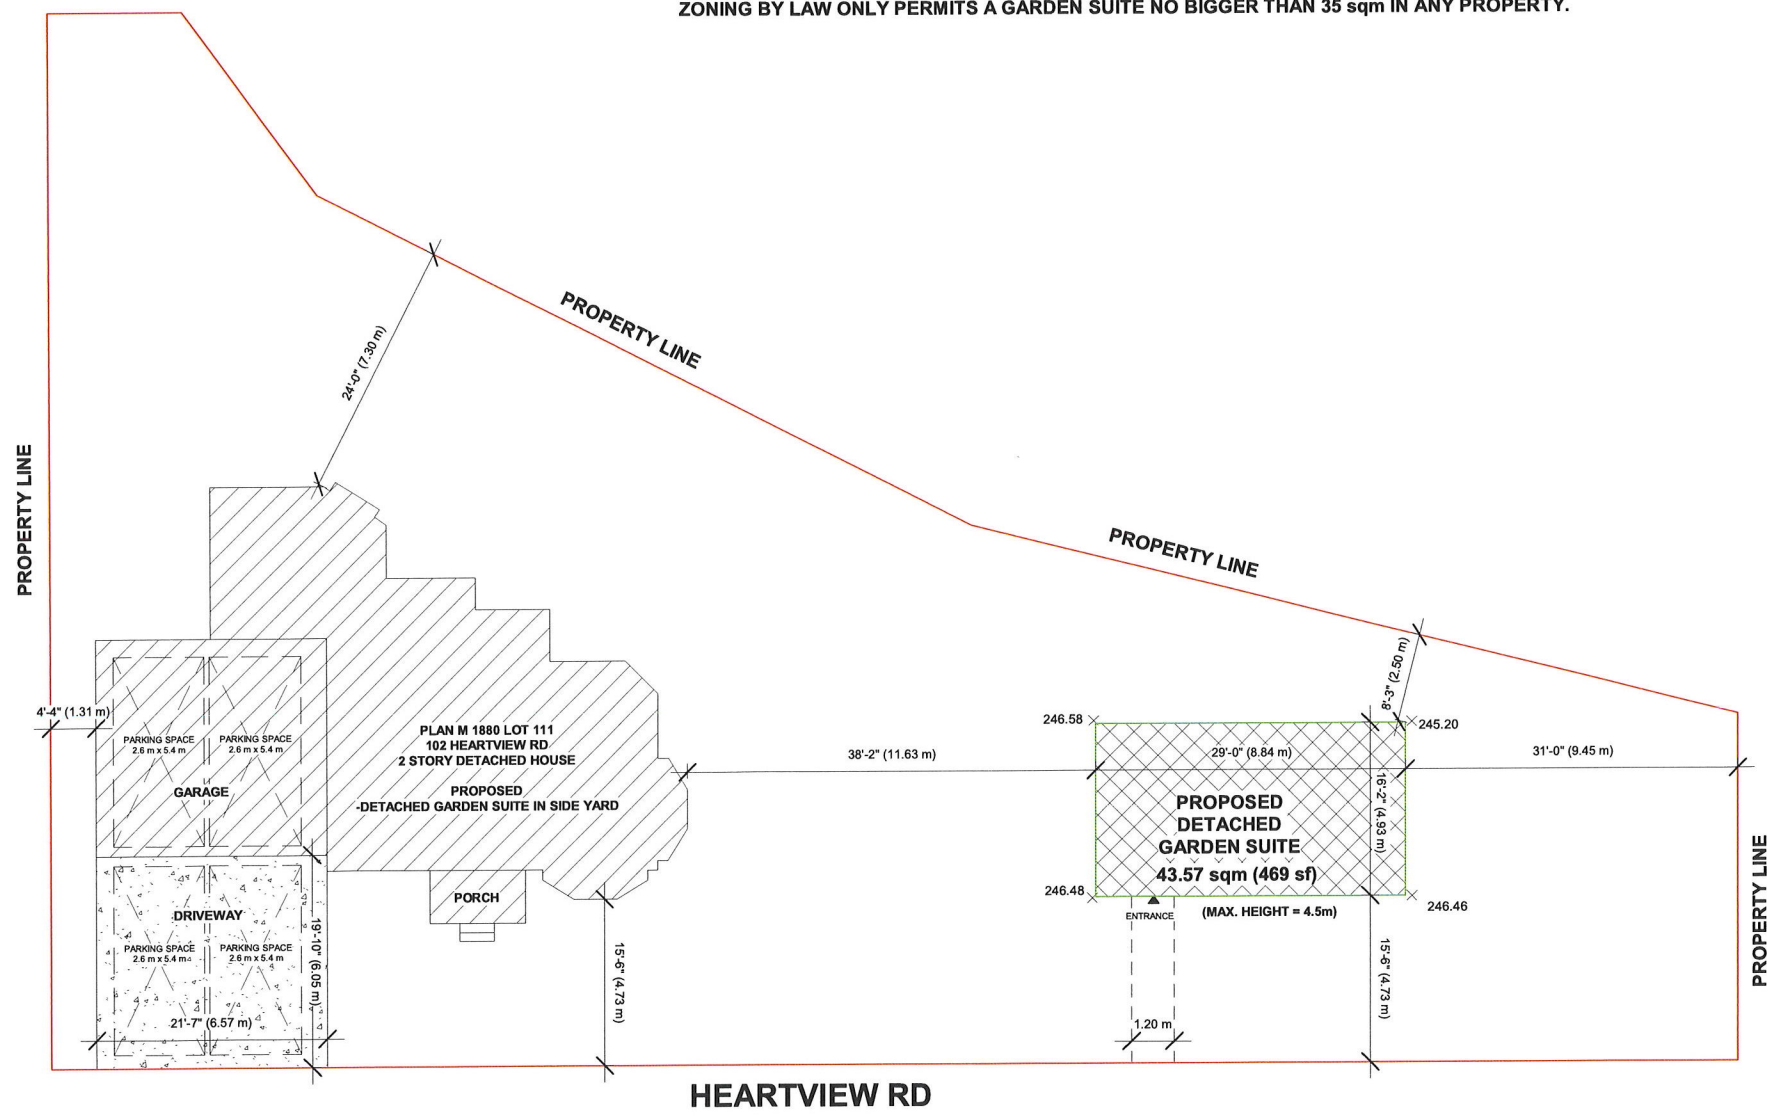 ZONING BY LAW ONLY PERMITS A GARDEN SUITE NO BIGGER THAN 35 sqm IN ANY PROPERTY.
PROPERTY LINE
24'-0" (7.30 m)
PROPERTY LINE
PROPERTY LINE
PROPERTY LINE
8'-3" (2.50 m)
4'-4" (1.31 m)
PARKING SPACE
2.6 m x 5.4 m
PARKING SPACE
2.6 m x 5.4 m
GARAGE
PLAN M 1880 LOT 111
102 HEARTVIEW RD
2 STORY DETACHED HOUSE
PROPOSED
-DETACHED GARDEN SUITE IN SIDE YARD
38'-2" (11.63 m)
246.58
245.20
29'-0" (8.84 m)
31'-0" (9.45 m)
16'-2" (4.93 m)
PROPOSED
DETACHED
GARDEN SUITE
43.57 sqm (469 sf)
246.48
246.46
ENTRANCE
(MAX. HEIGHT = 4.5m)
PORCH
DRIVEWAY
PARKING SPACE
2.6 m x 5.4 m
PARKING SPACE
2.6 m x 5.4 m
19'-10" (6.05 m)
21'-7" (6.57 m)
15'-6" (4.73 m)
1.20 m
15'-6" (4.73 m)
PROPERTY LINE
HEARTVIEW RD